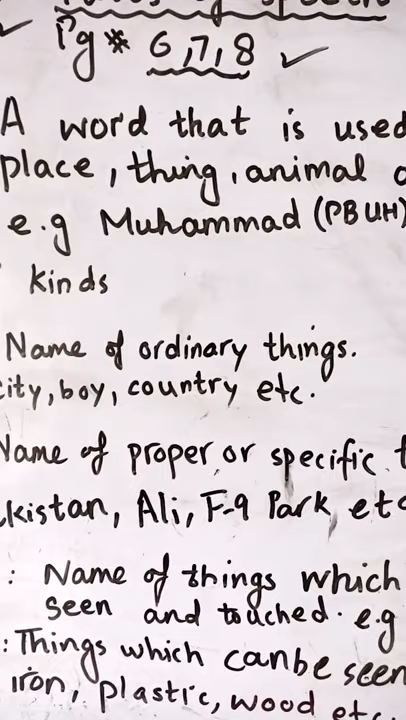 Pg # 6,7,8
A word that is used
place, thing, animal
e.g Muhammad (PBUH)
kinds
Name of ordinary things.
city, boy, country etc.
Name of proper or specific
kistan, Ali, F-9 Park, etc
: Name of things which
seen and touched. e.g
: Things which canbe seen
iron, plastic, wood etc.